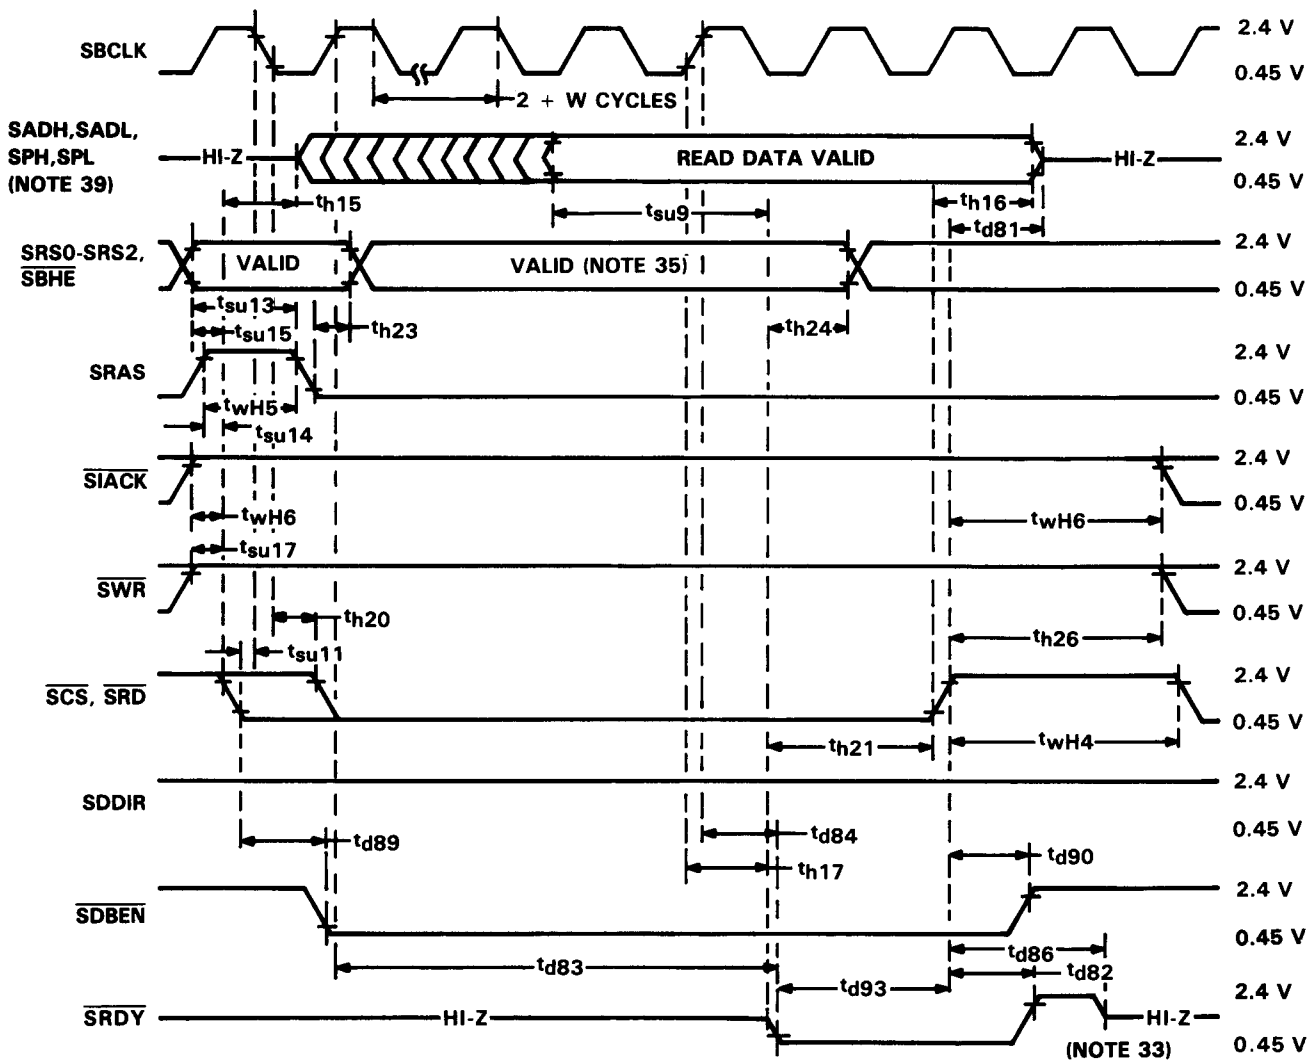 SBCLK
2.4 V
0.45 V
2 + W CYCLES
SADH,SADL,
SPH,SPL
(NOTE 39)
HI-Z
READ DATA VALID
HI-Z
2.4 V
0.45 V
th15
tsu9
th16
td81
SRS0-SRS2,
SBHE
VALID
VALID (NOTE 35)
2.4 V
0.45 V
tsu13
tsu15
th23
th24
SRAS
2.4 V
0.45 V
twH5
tsu14
SIACK
2.4 V
0.45 V
twH6
twH6
tsu17
SWR
2.4 V
0.45 V
th20
th26
tsu11
SCS, SRD
2.4 V
0.45 V
th21
twH4
SDDIR
2.4 V
0.45 V
td89
td84
td90
th17
SDBEN
2.4 V
0.45 V
td86
td83
td82
td93
SRDY
HI-Z
2.4 V
HI-Z
0.45 V
(NOTE 33)